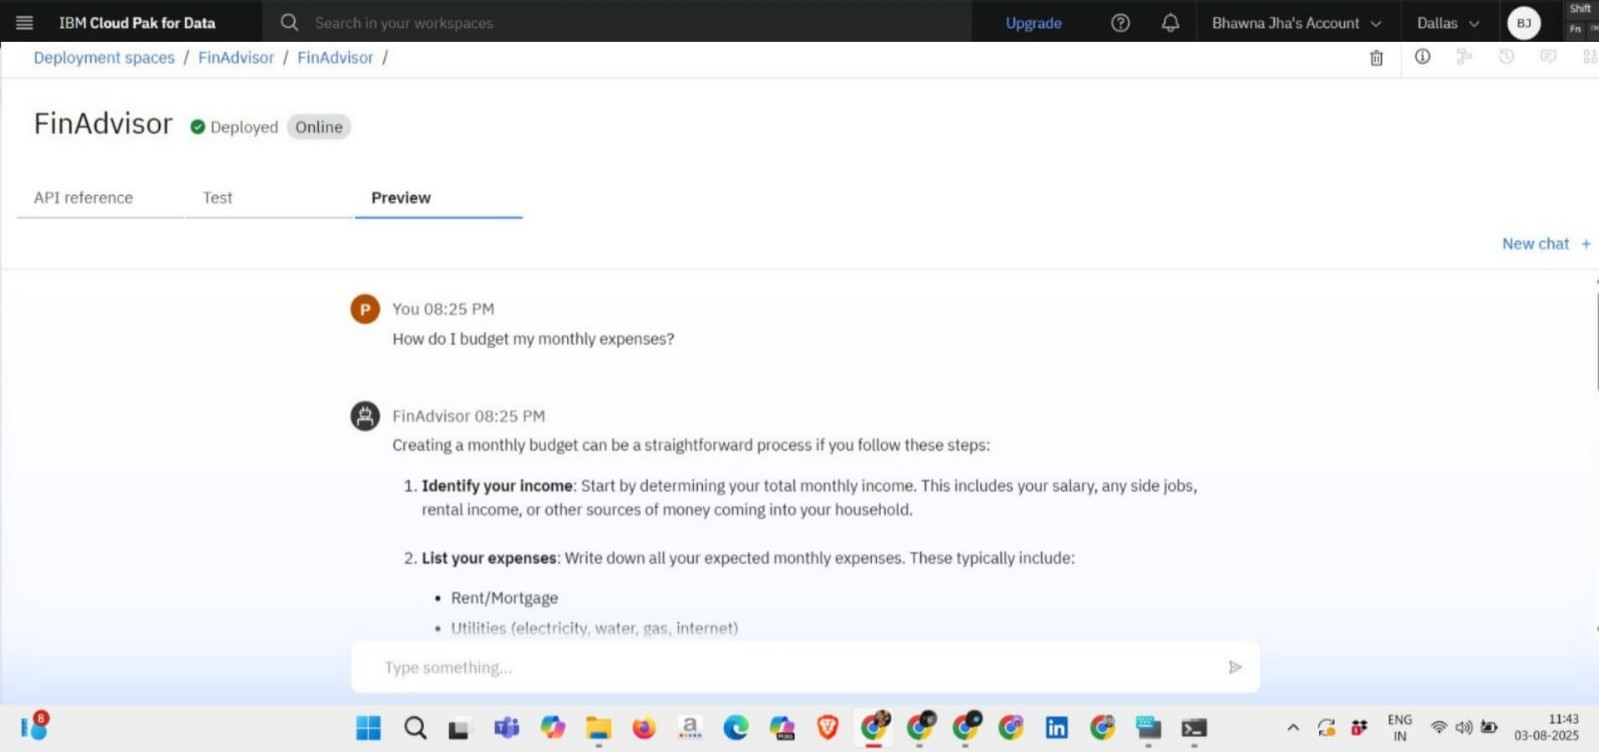 IBM Cloud Pak for Data
Search in your workspaces
Upgrade
Bhawna Jha's Account
Dallas
BJ
Shift
Fn
Deployment spaces / FinAdvisor / FinAdvisor /
FinAdvisor
Deployed
Online
API reference
Test
Preview
New chat +
P
You 08:25 PM
How do I budget my monthly expenses?
FinAdvisor 08:25 PM
Creating a monthly budget can be a straightforward process if you follow these steps:
1. Identify your income: Start by determining your total monthly income. This includes your salary, any side jobs,
rental income, or other sources of money coming into your household.
2. List your expenses: Write down all your expected monthly expenses. These typically include:
• Rent/Mortgage
• Utilities (electricity, water, gas, internet)
Type something...
8
ENG
IN
11:43
03-08-2025